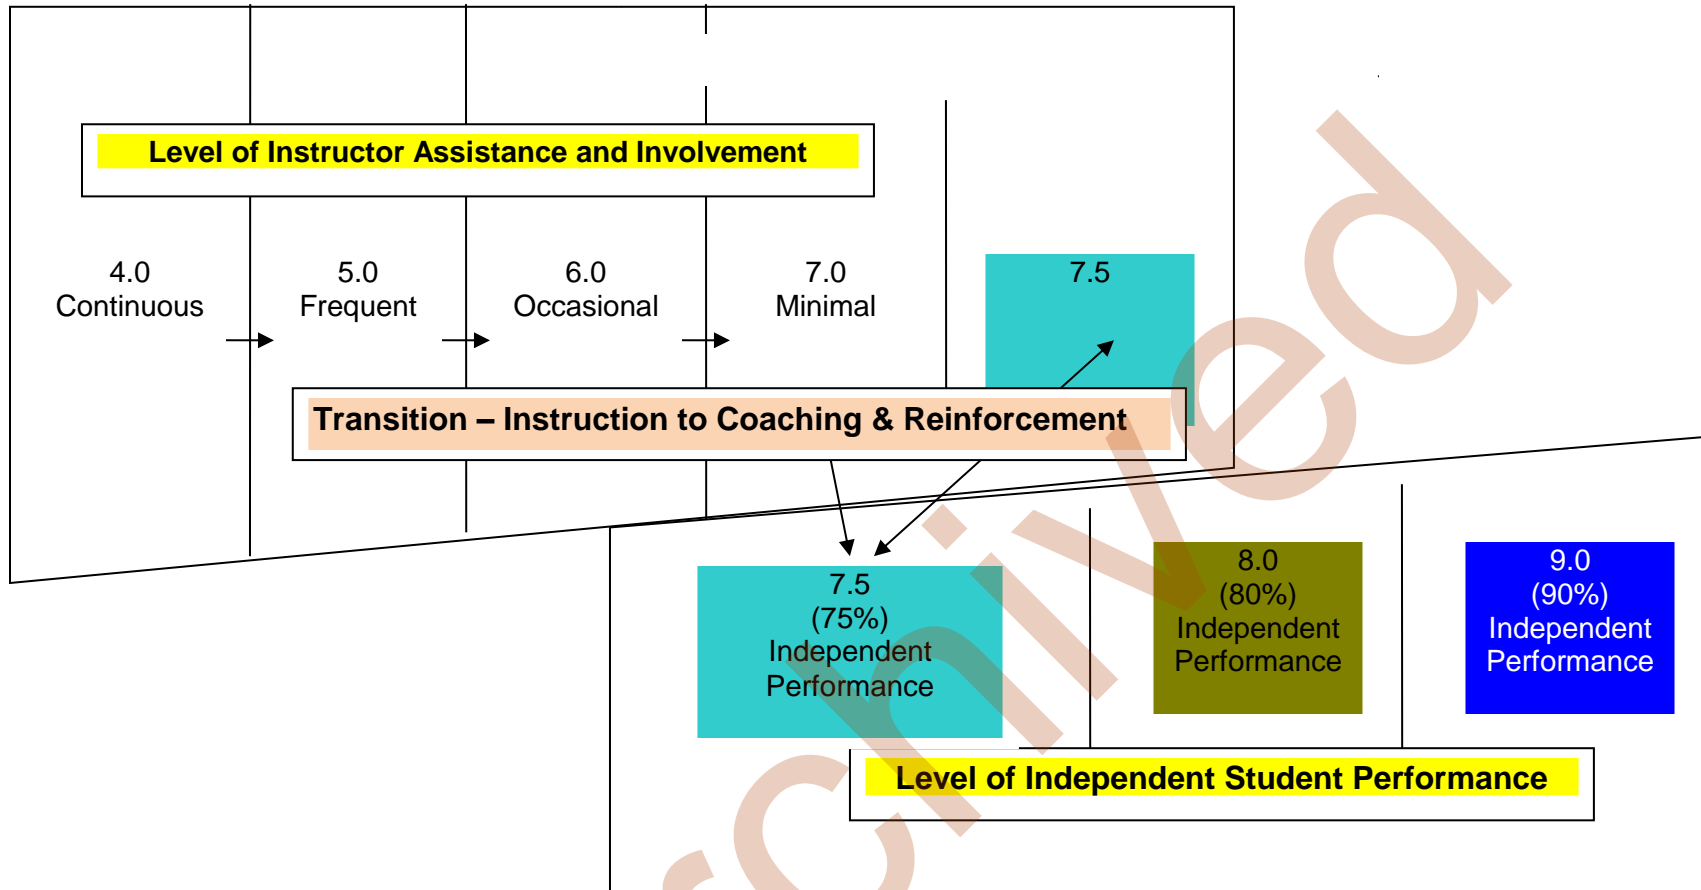 Level of Instructor Assistance and Involvement
4.0
Continuous
5.0
Frequent
6.0
Occasional
7.0
Minimal
7.5
Transition – Instruction to Coaching & Reinforcement
7.5
(75%)
Independent
Performance
8.0
(80%)
Independent
Performance
9.0
(90%)
Independent
Performance
Level of Independent Student Performance
chived